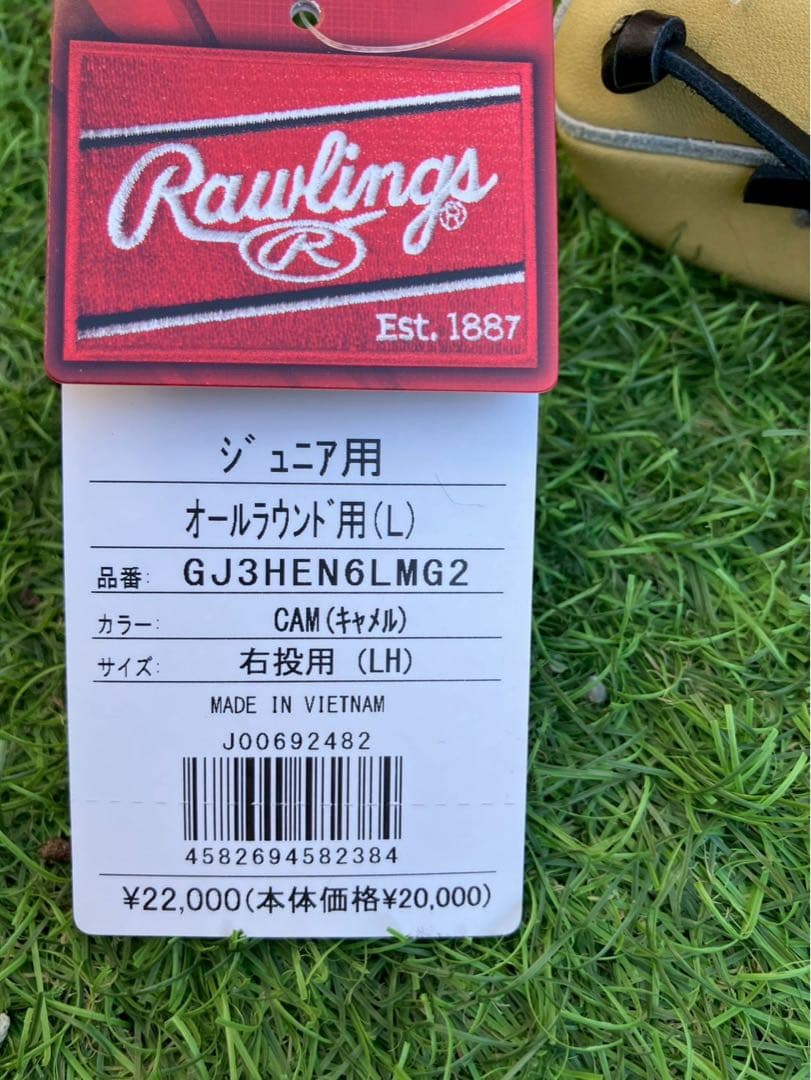 Rawlings®
R
Est. 1887
ジュニア用
オールラウンド用(L)
品番: GJ3HEN6LMG2
カラー: CAM(キャメル)
サイズ: 右投用 (LH)
MADE IN VIETNAM
J00692482
4582694582384
¥22,000(本体価格¥20,000)